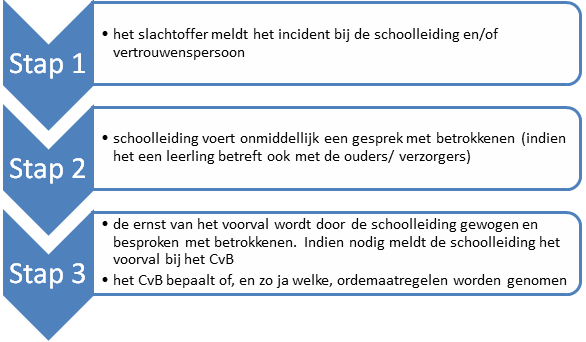 Stap 1
• het slachtoffer meldt het incident bij de schoolleiding en/of
vertrouwenspersoon
Stap 2
• schoolleiding voert onmiddellijk een gesprek met betrokkenen (indien
het een leerling betreft ook met de ouders/ verzorgers)
Stap 3
• de ernst van het voorval wordt door de schoolleiding gewogen en
besproken met betrokkenen. Indien nodig meldt de schoolleiding het
voorval bij het CvB
• het CvB bepaalt of, en zo ja welke, ordemaatregelen worden genomen